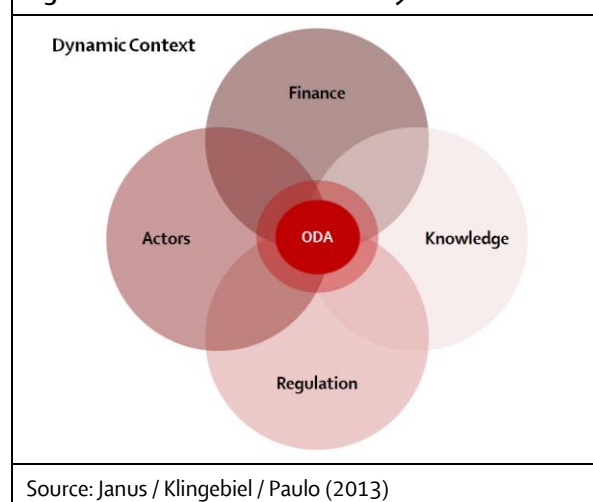 Dynamic Context
Finance
Actors
ODA
Knowledge
Regulation
Source: Janus / Klingebiel / Paulo (2013)